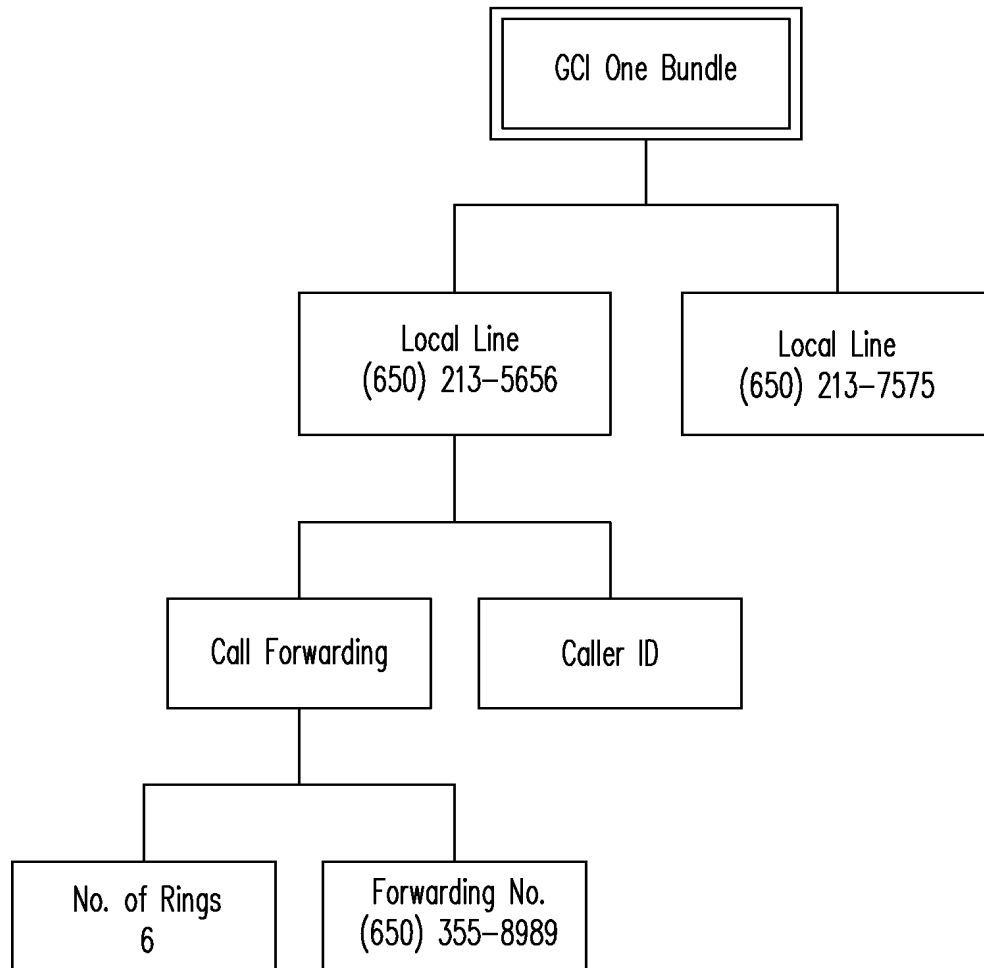 GCI One Bundle
Local Line
(650) 213-5656
Local Line
(650) 213-7575
Call Forwarding
Caller ID
No. of Rings
6
Forwarding No.
(650) 355-8989